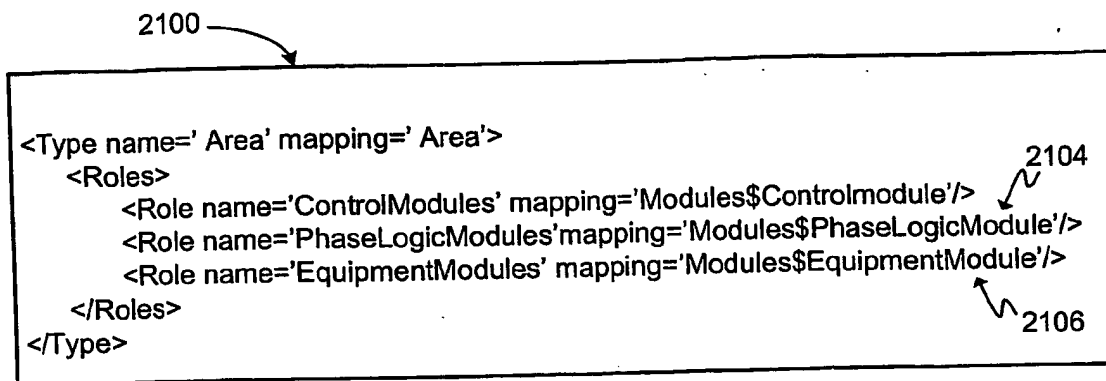 2100
<Type name=' Area' mapping=' Area'>
<Roles>
<Role name='ControlModules' mapping='Modules$Controlmodule'/>
2104
<Role name='PhaseLogicModules'mapping='Modules$PhaseLogicModule'/>
<Role name='EquipmentModules' mapping='Modules$EquipmentModule'/>
</Roles>
2106
</Type>